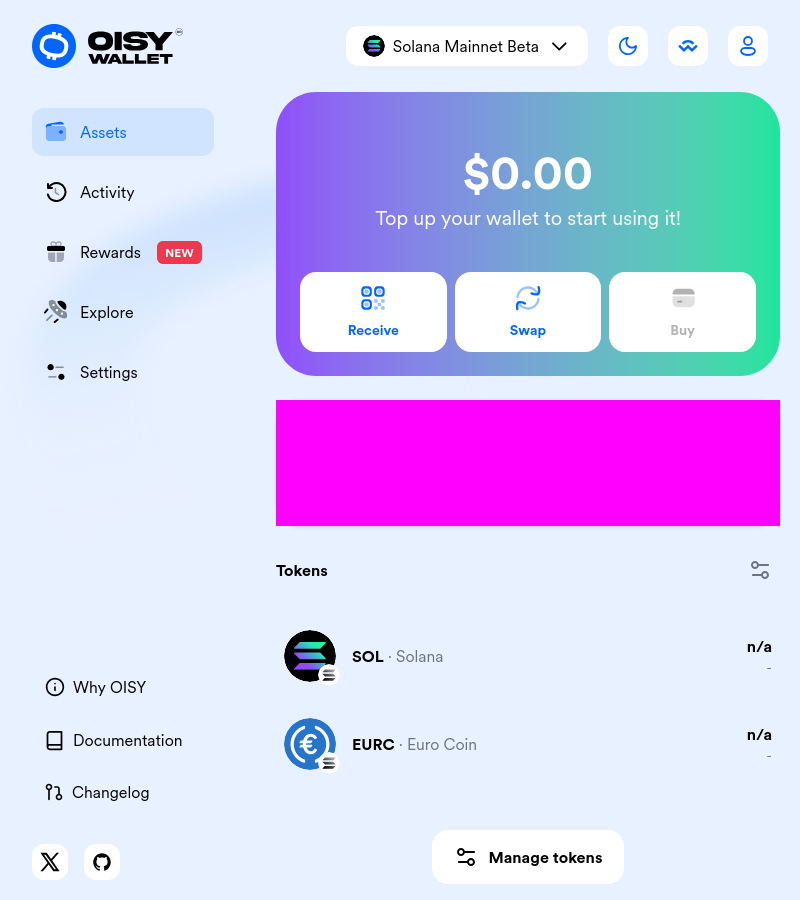 OISY
WALLET
Solana Mainnet Beta
Assets
Activity
Rewards NEW
Explore
Settings
$0.00
Top up your wallet to start using it!
Receive
Swap
Buy
Tokens
SOL · Solana
n/a
-
EURC · Euro Coin
n/a
-
Why OISY
Documentation
Changelog
Manage tokens